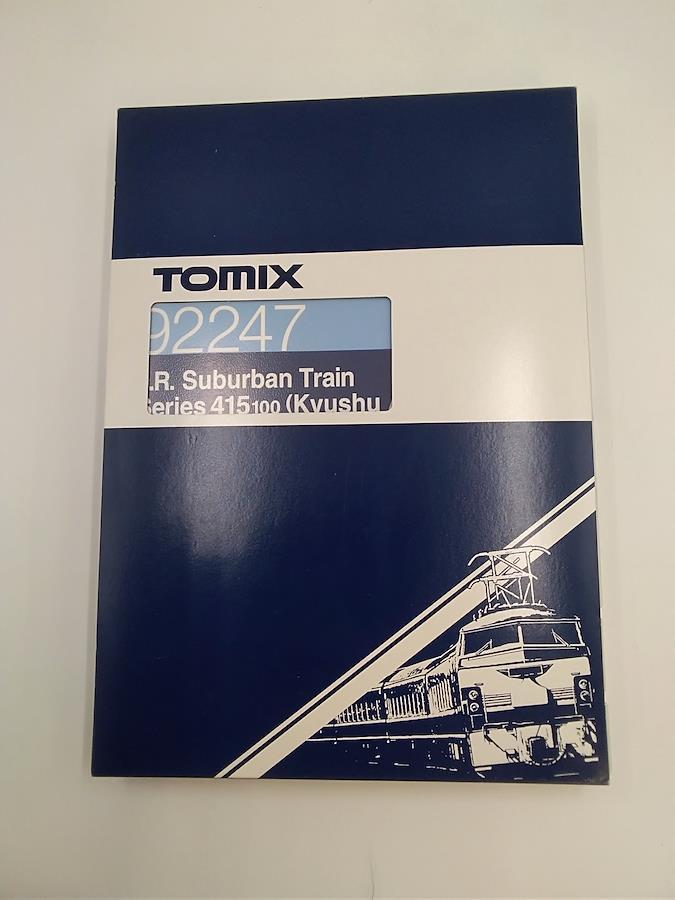 TOMIX
92247
.R. Suburban Train
Series 415100 (Kyushu